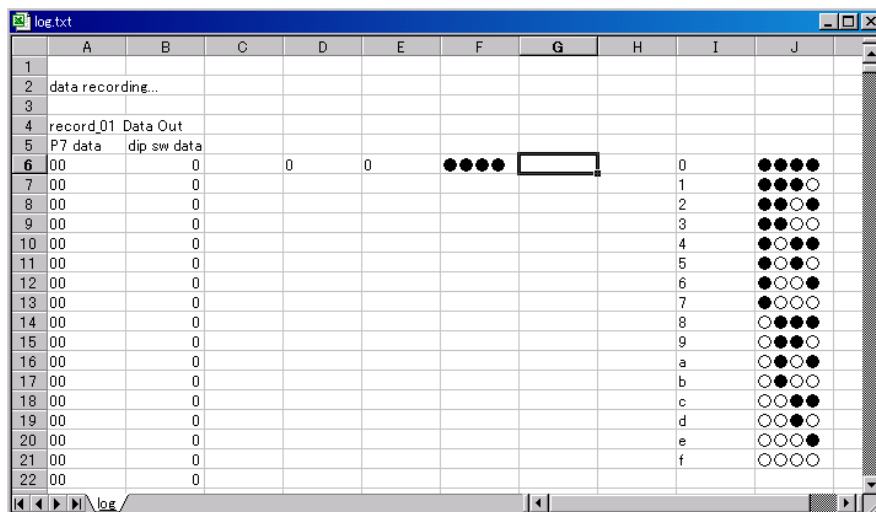 log.txt
A B C D E F G H I J
1
2 data recording...
3
4 record_01 Data Out
5 P7 data dip sw data
6 00 0 0 0 ●●●● 0 ●●●●
7 00 0 1 ●●●○
8 00 0 2 ●●○●
9 00 0 3 ●●○○
10 00 0 4 ●○●●
11 00 0 5 ●○●○
12 00 0 6 ●○○●
13 00 0 7 ●○○○
14 00 0 8 ○●●●
15 00 0 9 ○●●○
16 00 0 a ○●○●
17 00 0 b ○●○○
18 00 0 c ○○●●
19 00 0 d ○○●○
20 00 0 e ○○○●
21 00 0 f ○○○○
22 00 0
log